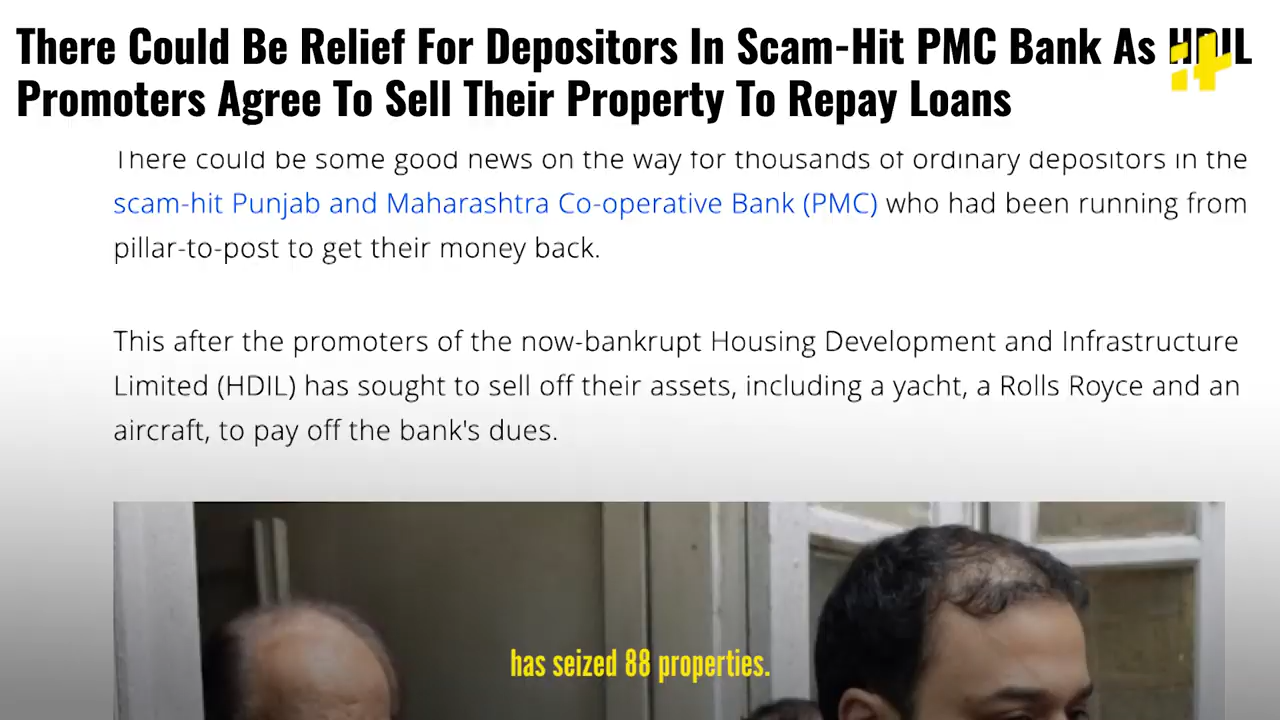 There Could Be Relief For Depositors In Scam-Hit PMC Bank As HDIL
Promoters Agree To Sell Their Property To Repay Loans
There could be some good news on the way for thousands of ordinary depositors in the
scam-hit Punjab and Maharashtra Co-operative Bank (PMC) who had been running from
pillar-to-post to get their money back.
This after the promoters of the now-bankrupt Housing Development and Infrastructure
Limited (HDIL) has sought to sell off their assets, including a yacht, a Rolls Royce and an
aircraft, to pay off the bank's dues.
has seized 88 properties.